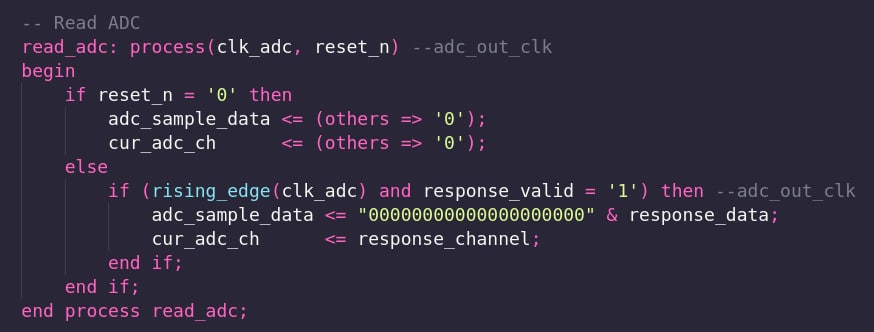 -- Read ADC
read_adc: process(clk_adc, reset_n) --adc_out_clk
begin
    if reset_n = '0' then
        adc_sample_data <= (others => '0');
        cur_adc_ch      <= (others => '0');
    else
        if (rising_edge(clk_adc) and response_valid = '1') then --adc_out_clk
            adc_sample_data <= "00000000000000000000" & response_data;
            cur_adc_ch      <= response_channel;
        end if;
    end if;
end process read_adc;